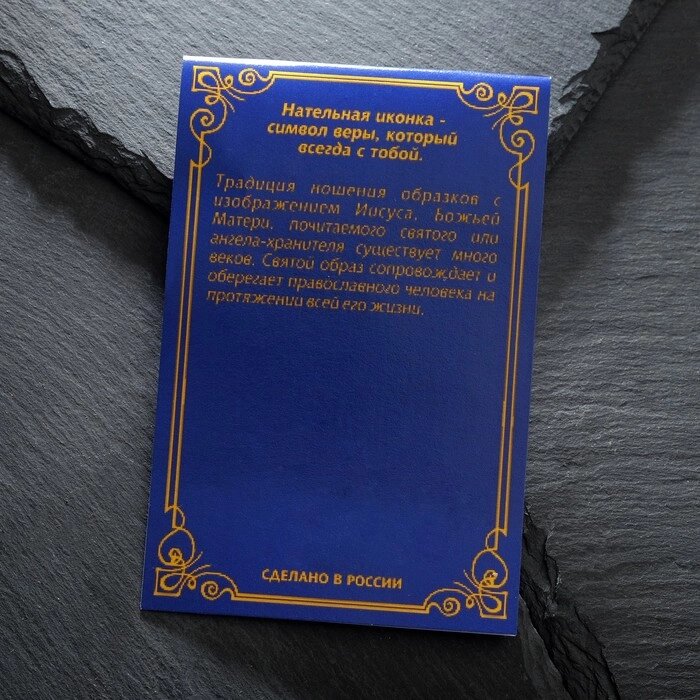 Нательная иконка -
символ веры, который
всегда с тобой.
Традиция ношения образков с
изображением Иисуса, Божьей
Матери, почитаемого святого или
ангела-хранителя существует много
веков. Святой образ сопровождает и
оберегает православного человека на
протяжении всей его жизни.
СДЕЛАНО В РОССИИ